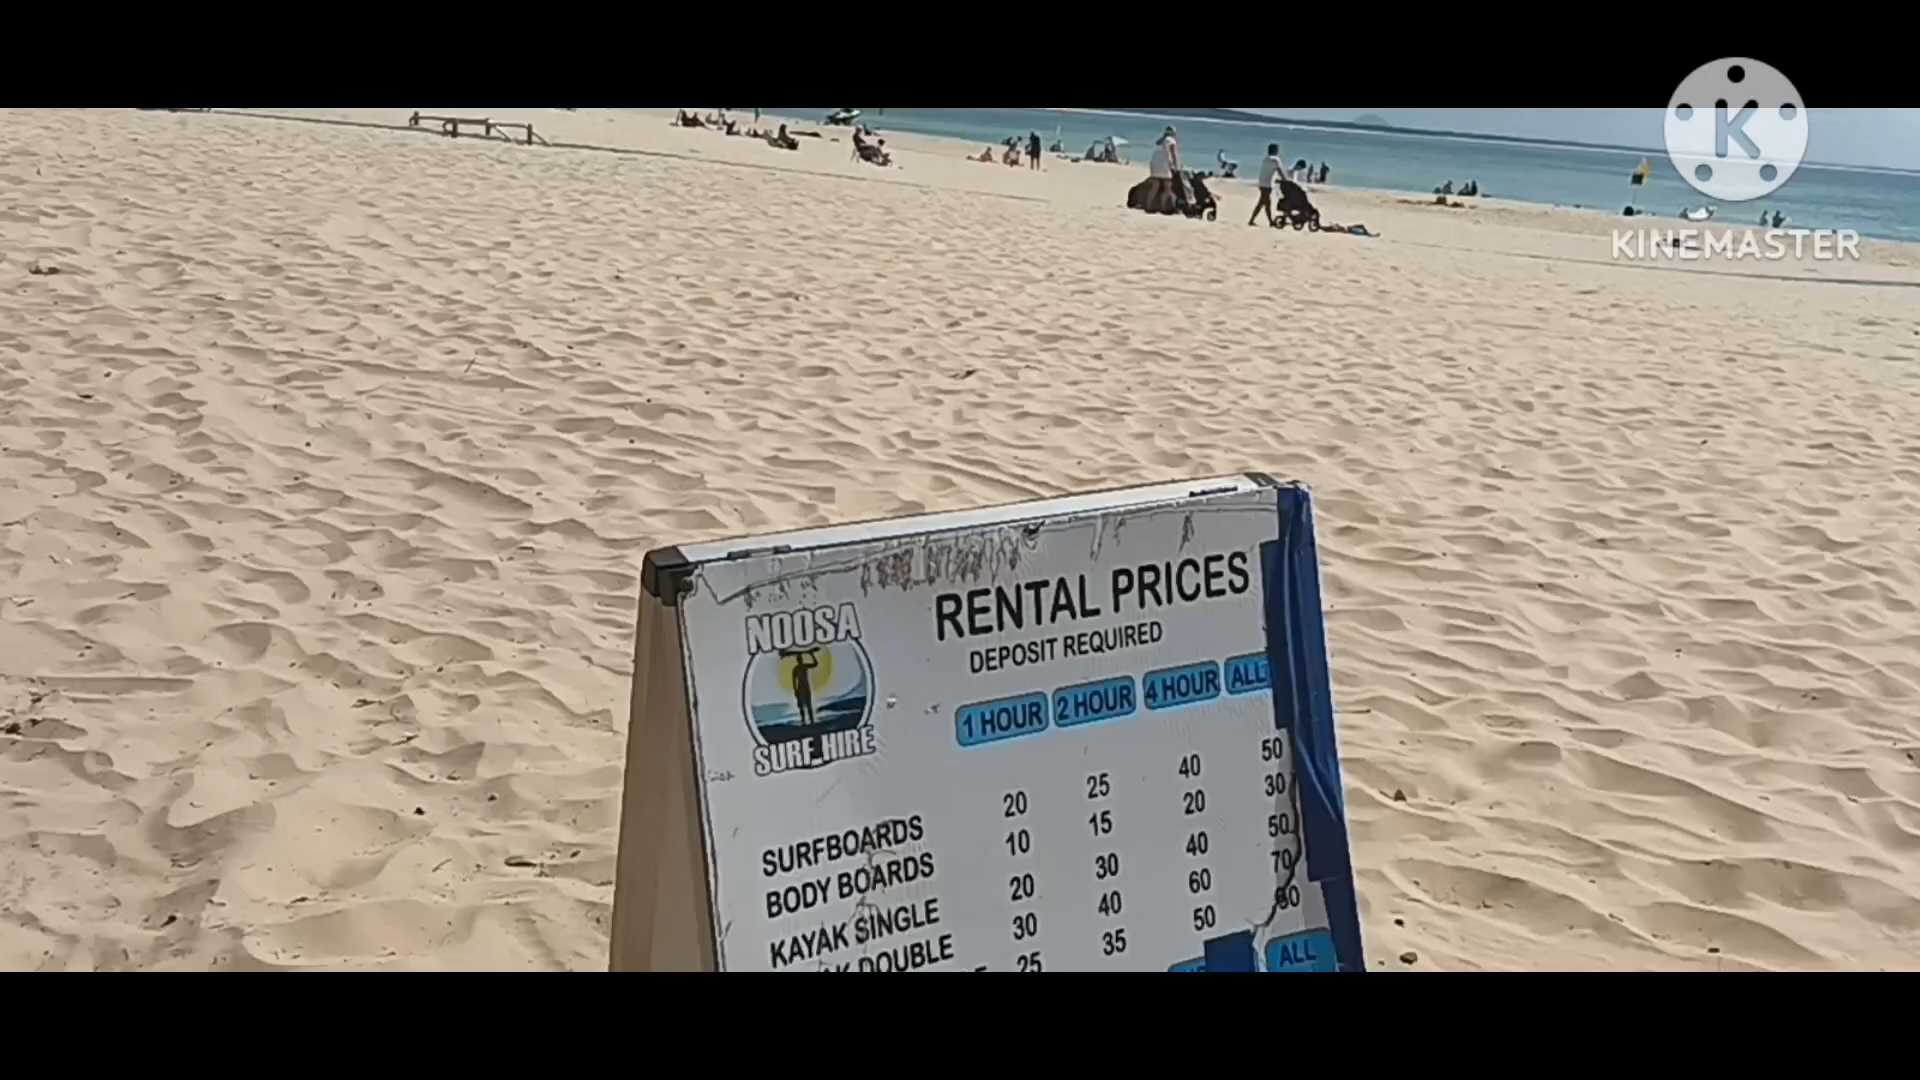 KINEMASTER
NOOSA
SURF HIRE
RENTAL PRICES
DEPOSIT REQUIRED
1 HOUR 2 HOUR 4 HOUR ALL
SURFBOARDS 20 25 40 50
BODY BOARDS 10 15 20 30
KAYAK SINGLE 20 30 40 50
DOUBLE 30 40 60 70
25 35 50
ALL